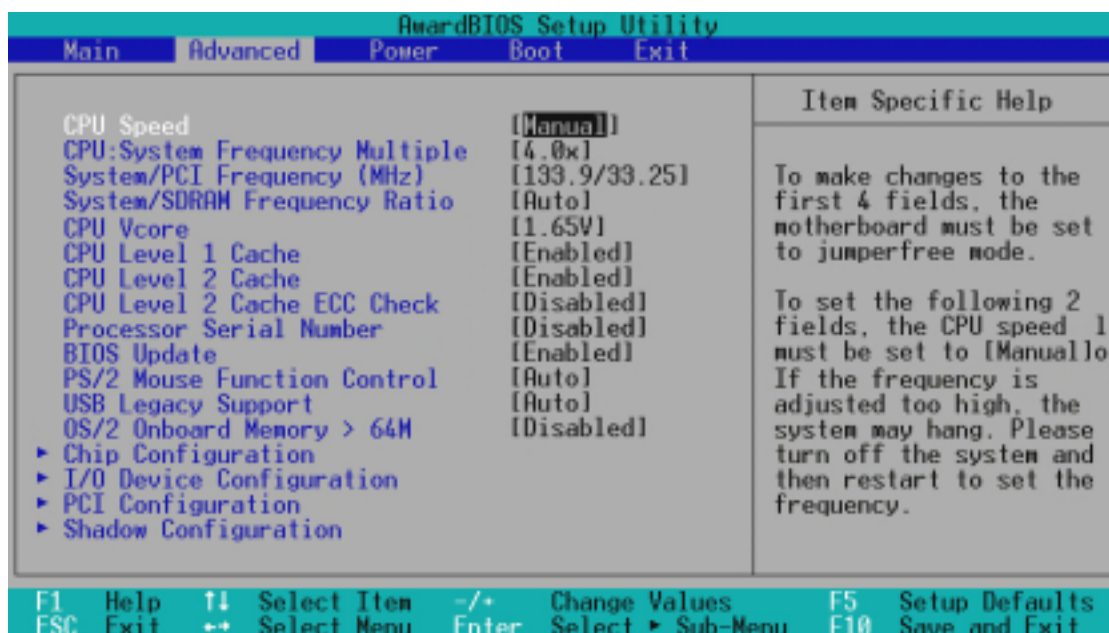 AwardBIOS Setup Utility
Main Advanced Power Boot Exit
Item Specific Help
CPU Speed [Manual]
CPU:System Frequency Multiple [4.0x]
System/PCI Frequency (MHz) [133.9/33.25]
System/SDRAM Frequency Ratio [Auto]
CPU Vcore [1.65V]
CPU Level 1 Cache [Enabled]
CPU Level 2 Cache [Enabled]
CPU Level 2 Cache ECC Check [Disabled]
Processor Serial Number [Disabled]
BIOS Update [Enabled]
PS/2 Mouse Function Control [Auto]
USB Legacy Support [Auto]
OS/2 Onboard Memory > 64M [Disabled]
▸ Chip Configuration
▸ I/O Device Configuration
▸ PCI Configuration
▸ Shadow Configuration
To make changes to the
first 4 fields, the
motherboard must be set
to jumperfree mode.
To set the following 2
fields, the CPU speed l
must be set to [Manuallo
If the frequency is
adjusted too high, the
system may hang. Please
turn off the system and
then restart to set the
frequency.
F1 Help ↑↓ Select Item -/+ Change Values F5 Setup Defaults
ESC Exit ←→ Select Menu Enter Select ▸ Sub-Menu F10 Save and Exit